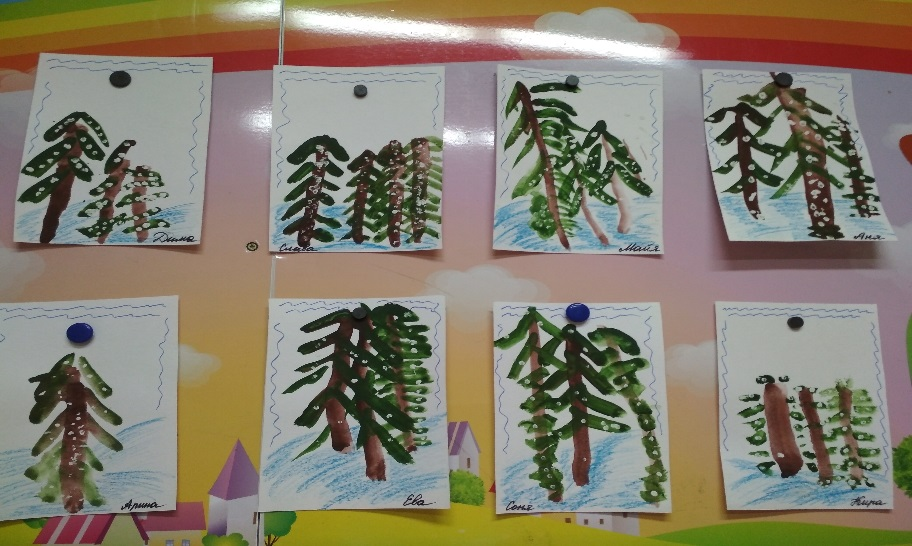 Дима
Майя
Аня
Арина
Ева
Соня
Кира